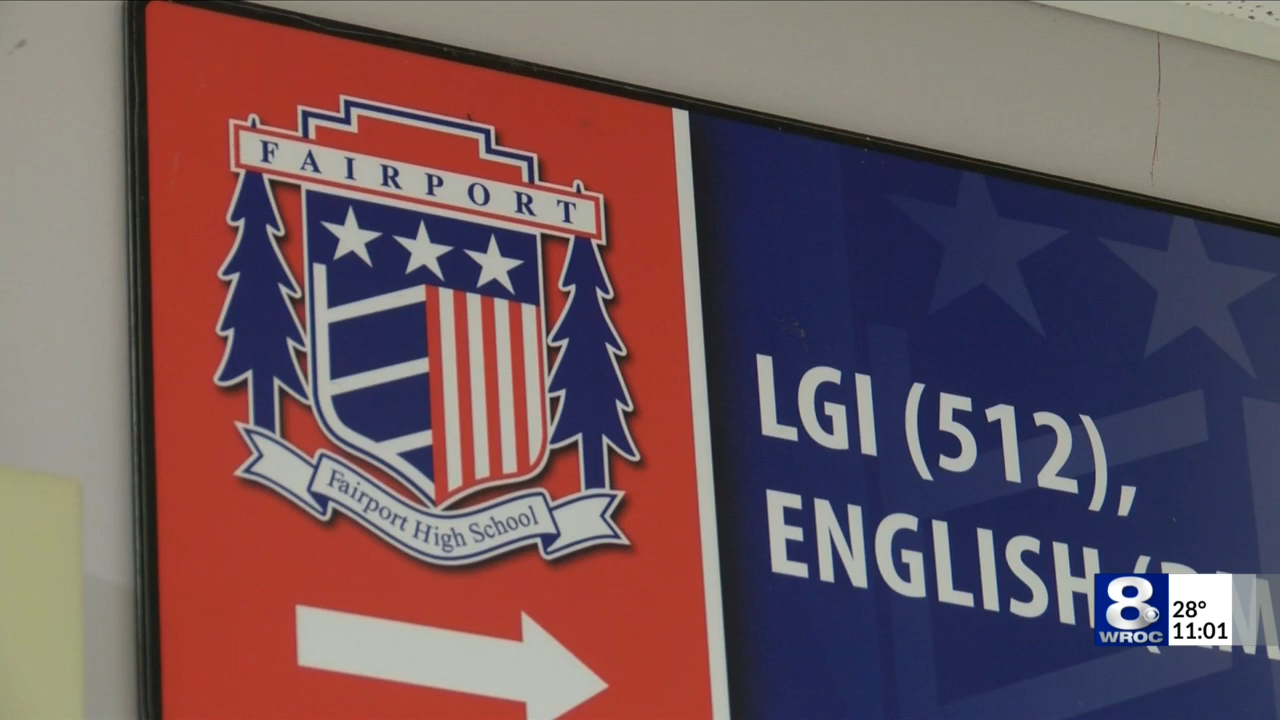 FAIRPORT
Fairport High School
LGI (512),
ENGLISH
8
WROC
28°
11:01